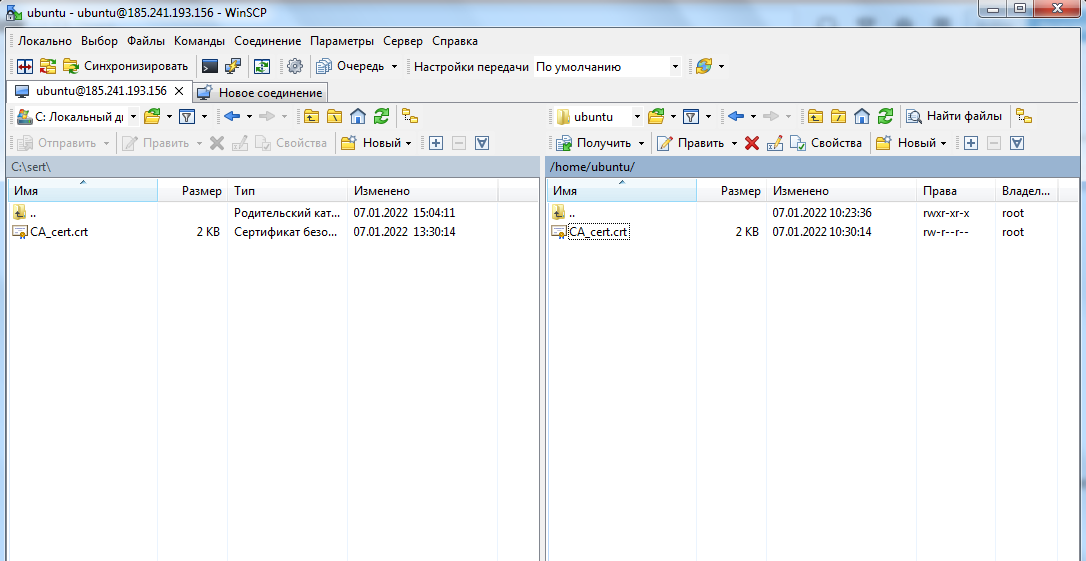 ubuntu - ubuntu@185.241.193.156 - WinSCP
Локально Выбор Файлы Команды Соединение Параметры Сервер Справка
Синхронизировать Очередь Настройки передачи По умолчанию
ubuntu@185.241.193.156 Новое соединение
C: Локальный ді ubuntu Найти файлы
Отправить Править Свойства Новый Получить Править Свойства Новый
C:\sert\ /home/ubuntu/
Имя Размер Тип Изменено Имя Размер Изменено Права Владел...
.. Родительский кат... 07.01.2022 15:04:11 .. 07.01.2022 10:23:36 rwxr-xr-x root
CA_cert.crt 2 KB Сертификат безо... 07.01.2022 13:30:14 CA_cert.crt 2 KB 07.01.2022 10:30:14 rw-r--r-- root